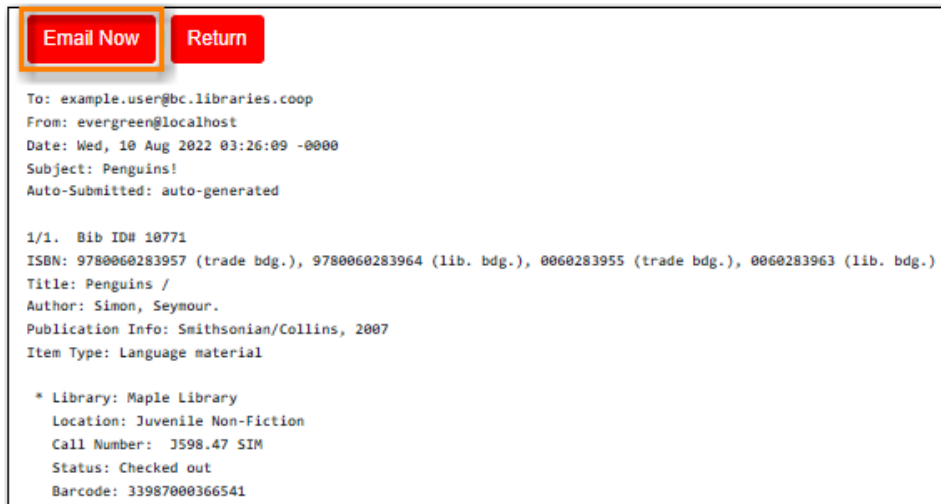 Email Now Return
To: example.user@bc.libraries.coop
From: evergreen@localhost
Date: Wed, 10 Aug 2022 03:26:09 -0000
Subject: Penguins!
Auto-Submitted: auto-generated
1/1. Bib ID# 10771
ISBN: 9780060283957 (trade bdg.), 9780060283964 (lib. bdg.), 0060283955 (trade bdg.), 0060283963 (lib. bdg.)
Title: Penguins /
Author: Simon, Seymour.
Publication Info: Smithsonian/Collins, 2007
Item Type: Language material
* Library: Maple Library
Location: Juvenile Non-Fiction
Call Number: J598.47 SIM
Status: Checked out
Barcode: 33987000366541